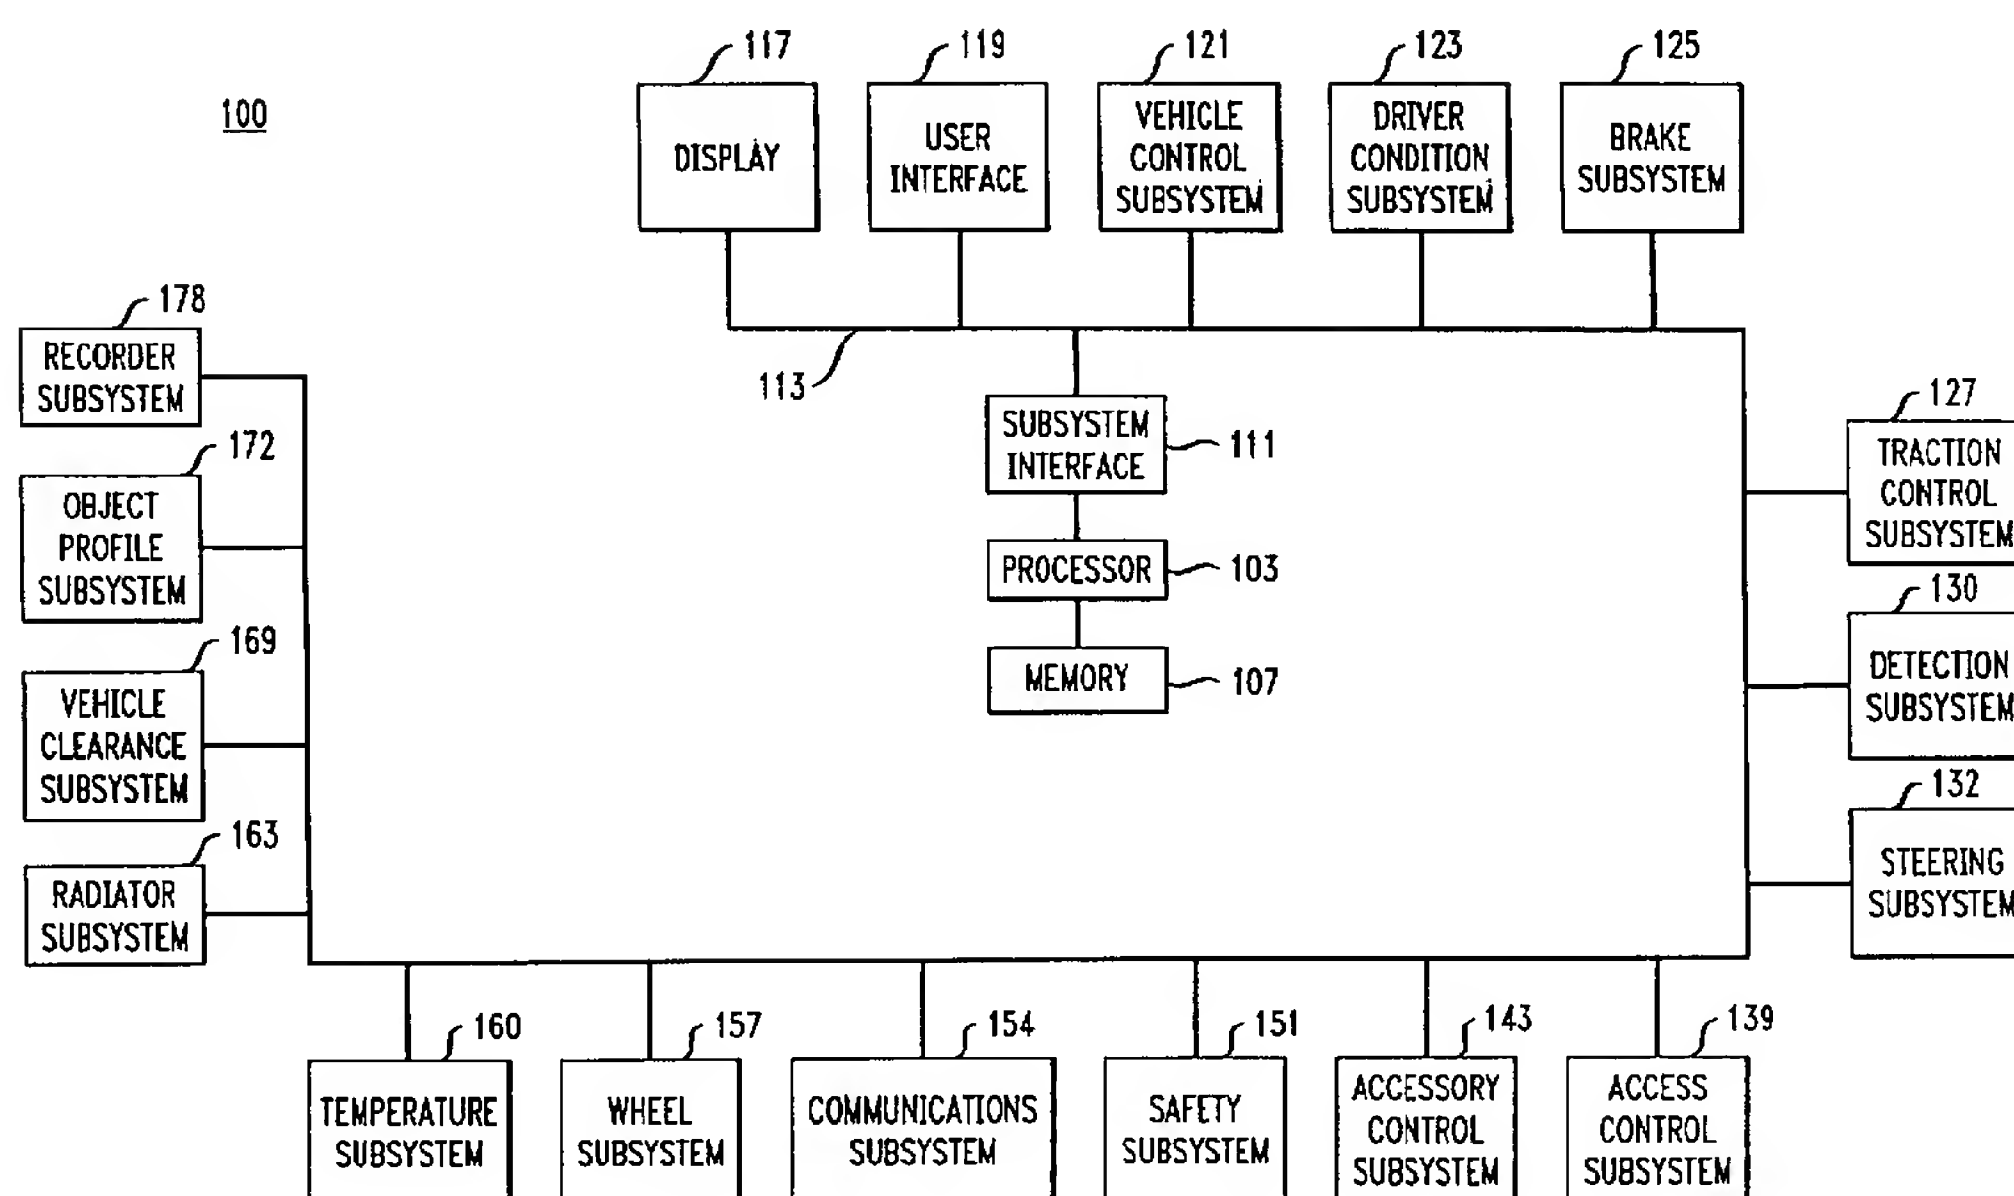 117
119
121
123
125
100
DISPLAY
USER
INTERFACE
VEHICLE
CONTROL
SUBSYSTEM
DRIVER
CONDITION
SUBSYSTEM
BRAKE
SUBSYSTEM
178
RECORDER
SUBSYSTEM
113
SUBSYSTEM
INTERFACE
111
127
TRACTION
CONTROL
SUBSYSTEM
172
OBJECT
PROFILE
SUBSYSTEM
PROCESSOR
103
130
DETECTION
SUBSYSTEM
169
VEHICLE
CLEARANCE
SUBSYSTEM
MEMORY
107
132
STEERING
SUBSYSTEM
163
RADIATOR
SUBSYSTEM
160
157
154
151
143
139
TEMPERATURE
SUBSYSTEM
WHEEL
SUBSYSTEM
COMMUNICATIONS
SUBSYSTEM
SAFETY
SUBSYSTEM
ACCESSORY
CONTROL
SUBSYSTEM
ACCESS
CONTROL
SUBSYSTEM